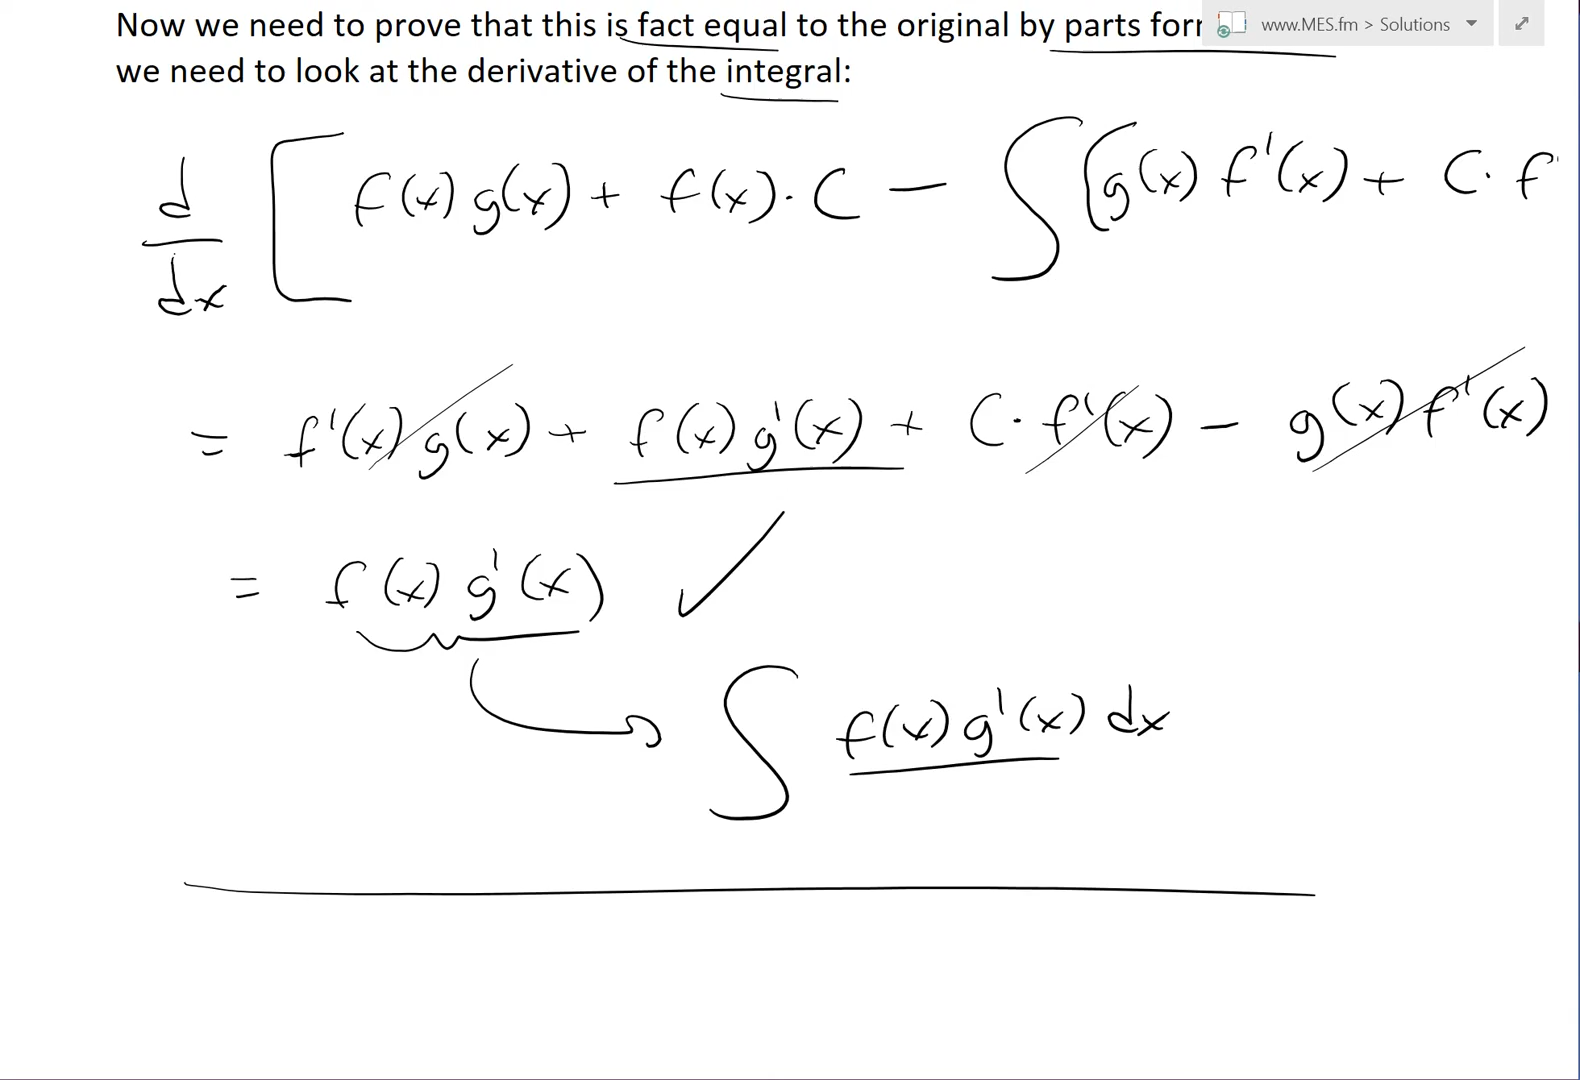 Now we need to prove that this is fact equal to the original by parts for
www.MES.fm > Solutions
we need to look at the derivative of the integral:
d/dx [ f(x) g(x) + f(x) · C − ∫ [g(x) f'(x) + C · f'
= f'(x) g(x) + f(x) g'(x) + C · f'(x) − g(x) f'(x)
= f(x) g'(x) ✓
∫ f(x) g'(x) dx